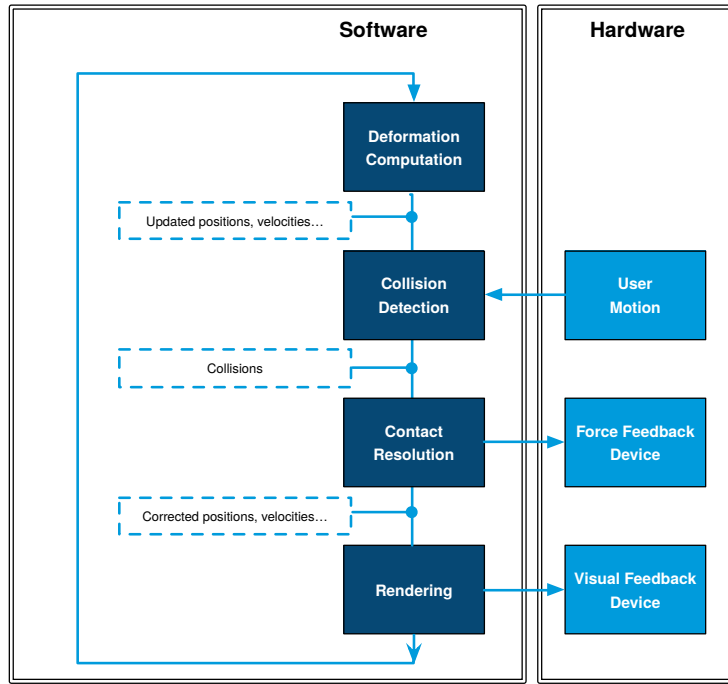 Software
Hardware
Deformation
Computation
Updated positions, velocities…
Collision
Detection
User
Motion
Collisions
Contact
Resolution
Force Feedback
Device
Corrected positions, velocities…
Rendering
Visual Feedback
Device